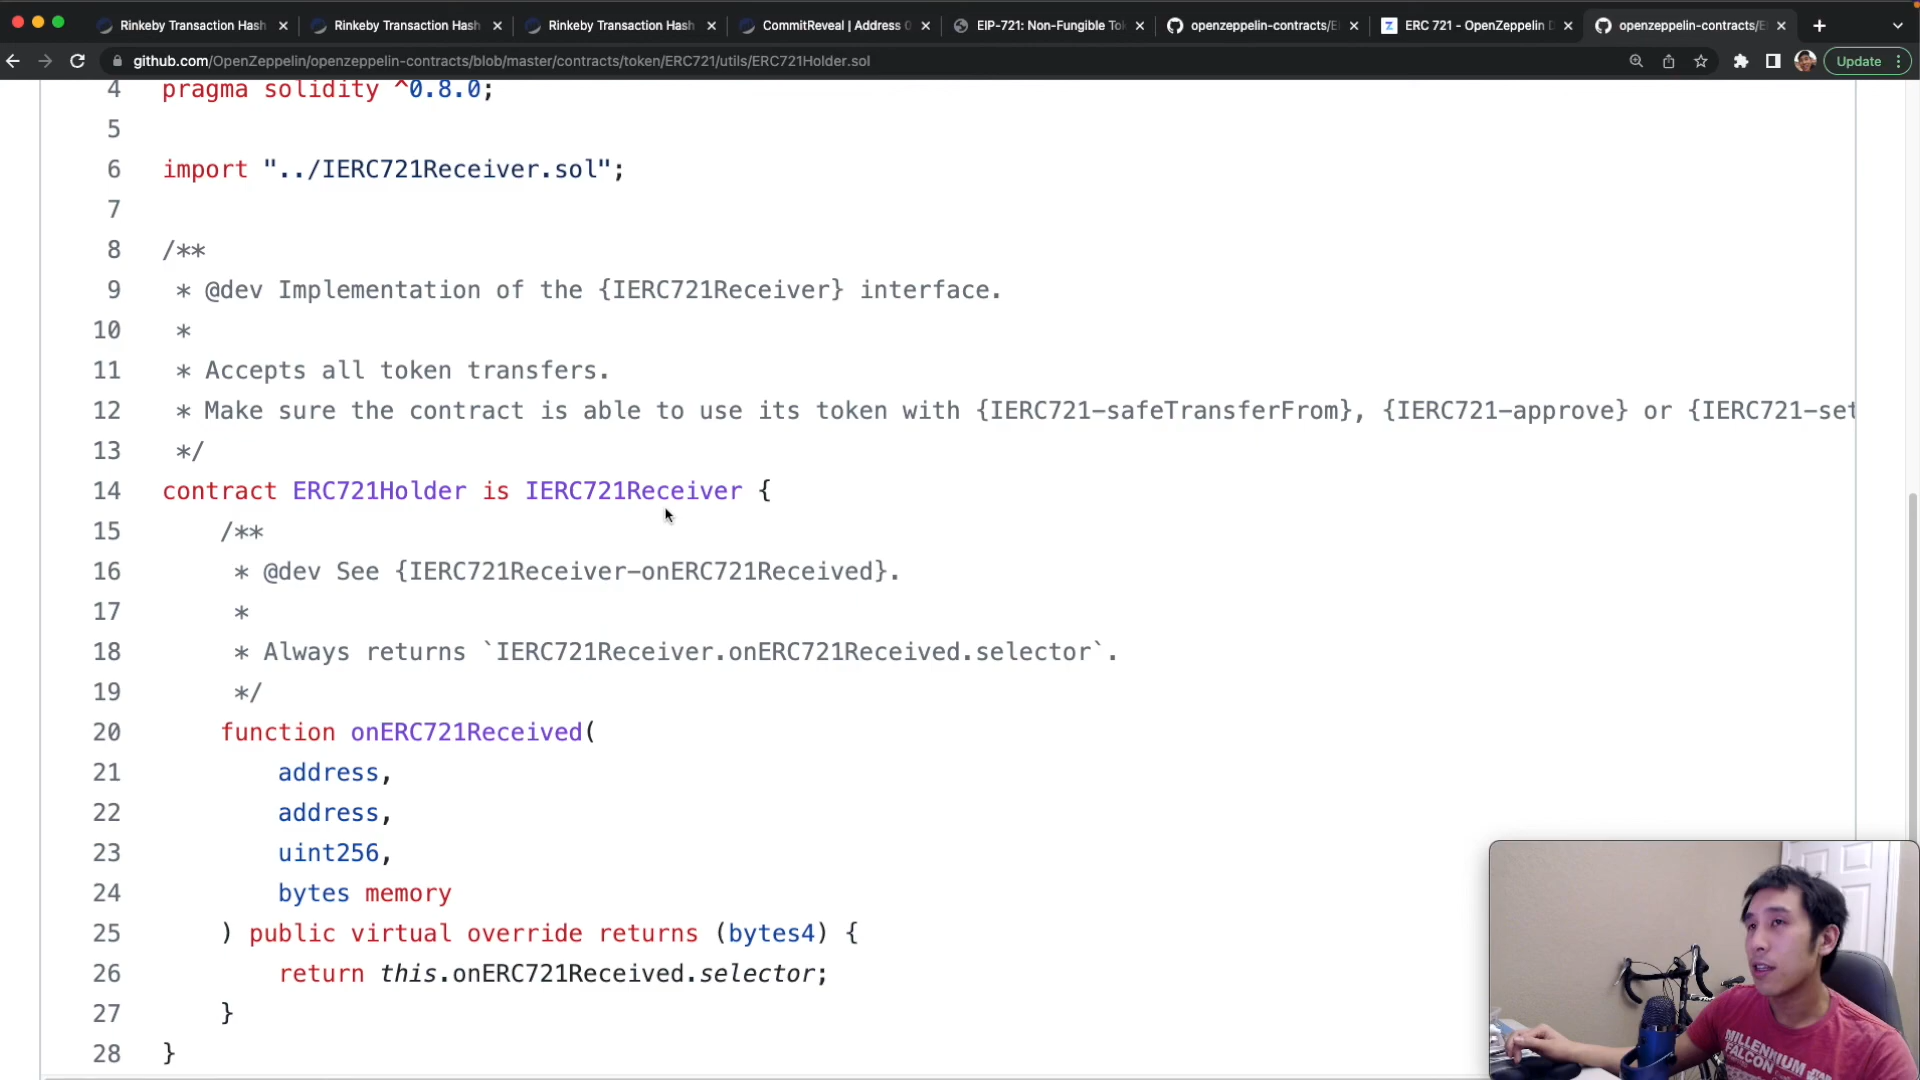 Rinkeby Transaction Hash
Rinkeby Transaction Hash
Rinkeby Transaction Hash
CommitReveal | Address 0
EIP-721: Non-Fungible To
openzeppelin-contracts/E
ERC 721 - OpenZeppelin D
openzeppelin-contracts/E
github.com/OpenZeppelin/openzeppelin-contracts/blob/master/contracts/token/ERC721/utils/ERC721Holder.sol
Update
4 pragma solidity ^0.8.0;
5
6 import "../IERC721Receiver.sol";
7
8 /**
9 * @dev Implementation of the {IERC721Receiver} interface.
10 *
11 * Accepts all token transfers.
12 * Make sure the contract is able to use its token with {IERC721-safeTransferFrom}, {IERC721-approve} or {IERC721-set
13 */
14 contract ERC721Holder is IERC721Receiver {
15 /**
16 * @dev See {IERC721Receiver-onERC721Received}.
17 *
18 * Always returns `IERC721Receiver.onERC721Received.selector`.
19 */
20 function onERC721Received(
21 address,
22 address,
23 uint256,
24 bytes memory
25 ) public virtual override returns (bytes4) {
26 return this.onERC721Received.selector;
27 }
28 }
MILLENNIUM
FALCON